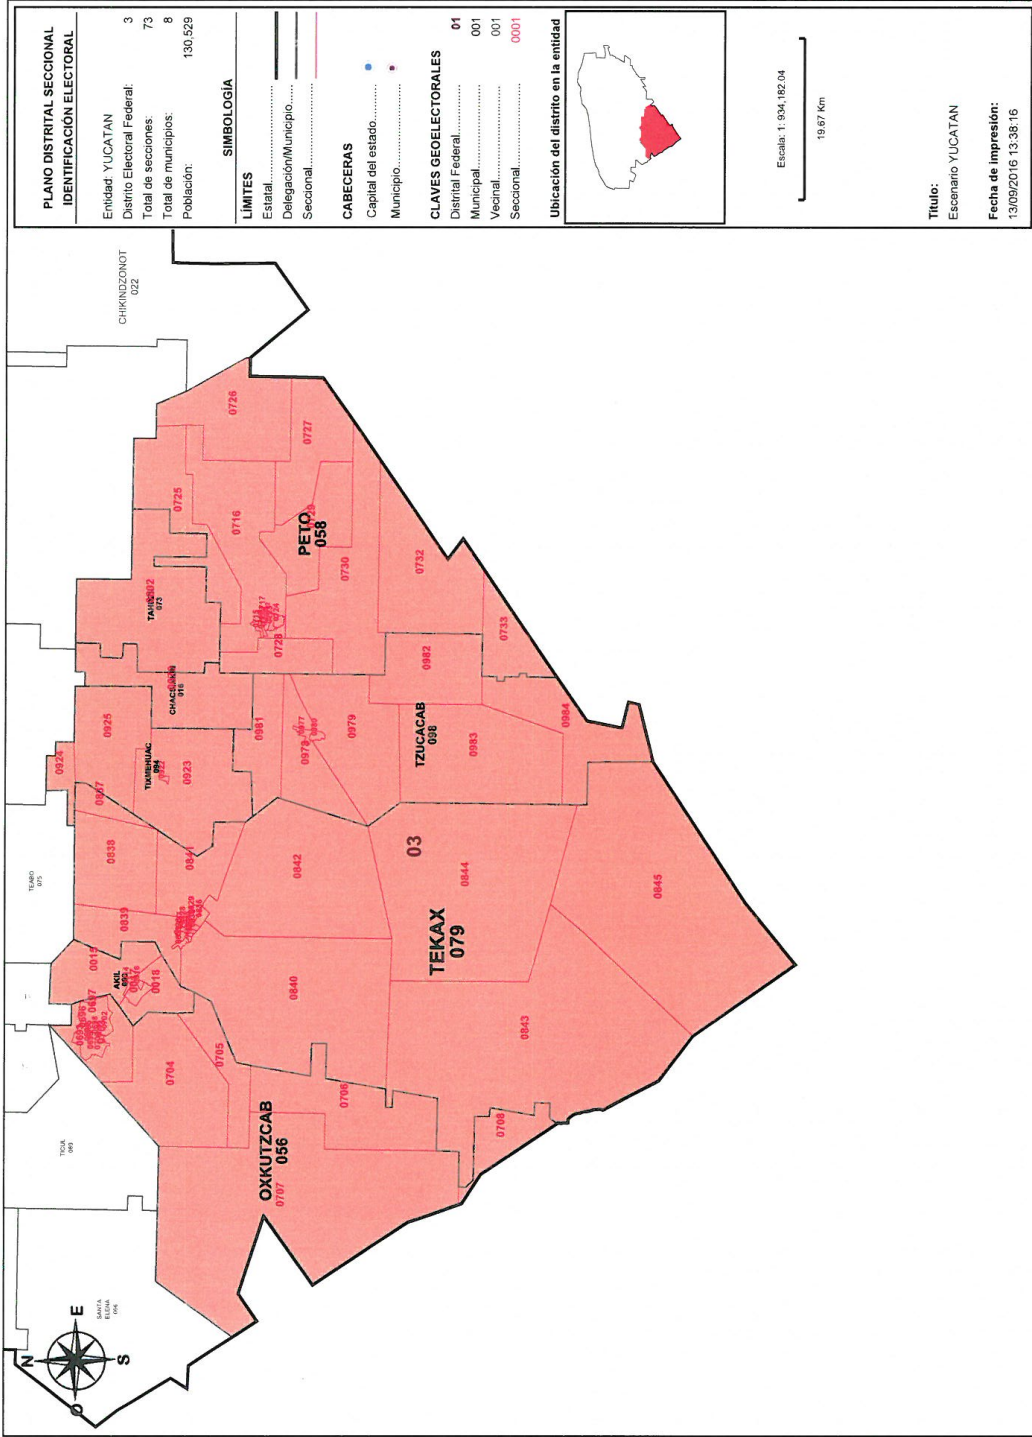 PLANO DISTRITAL SECCIONAL
IDENTIFICACIÓN ELECTORAL
Entidad: YUCATAN
Distrito Electoral Federal: 3
Total de secciones: 73
Total de municipios: 8
Población: 130,529
SIMBOLOGÍA
LÍMITES
Estatal
Delegación/Municipio
Seccional
CABECERAS
Capital del estado
Municipio
CLAVES GEOELECTORALES
Distrital Federal 01
Municipal 001
Vecinal 001
Seccional 0001
Ubicación del distrito en la entidad
Escala: 1: 934,182.04
19.67 Km
Título:
Escenario YUCATAN
Fecha de impresión:
13/09/2016 13:38:16
N
E
S
O
SANTA
ELENA
TICUL
TEABO
075
CHIKINDZONOT
022
OXKUTZCAB
056
0707
0704
0705
0706
0708
0697
0015
AKIL
0018
0839
0838
0837
0841
0840
0842
TEKAX
079
03
0843
0844
0845
0924
0925
TIXMEHUAC
094
0923
CHACSINKIN
016
073
0981
0978
0977
0979
TZUCACAB
098
0982
0983
0984
PETO
058
0725
0716
0726
0727
0728
0730
0732
0733